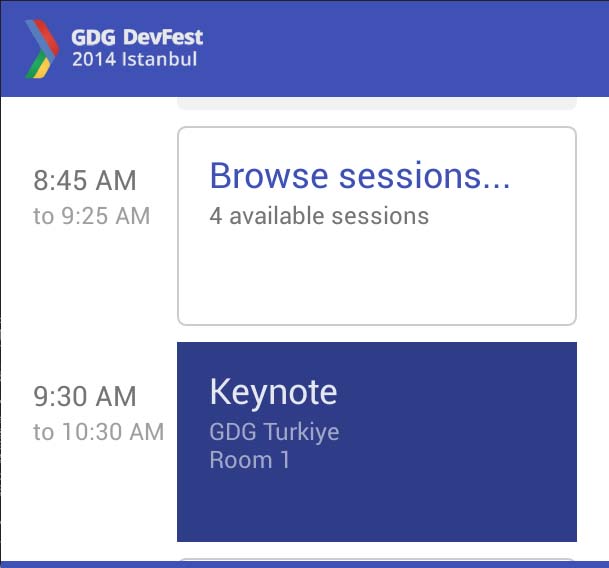 GDG DevFest
2014 Istanbul
8:45 AM
to 9:25 AM
Browse sessions...
4 available sessions
9:30 AM
to 10:30 AM
Keynote
GDG Turkiye
Room 1